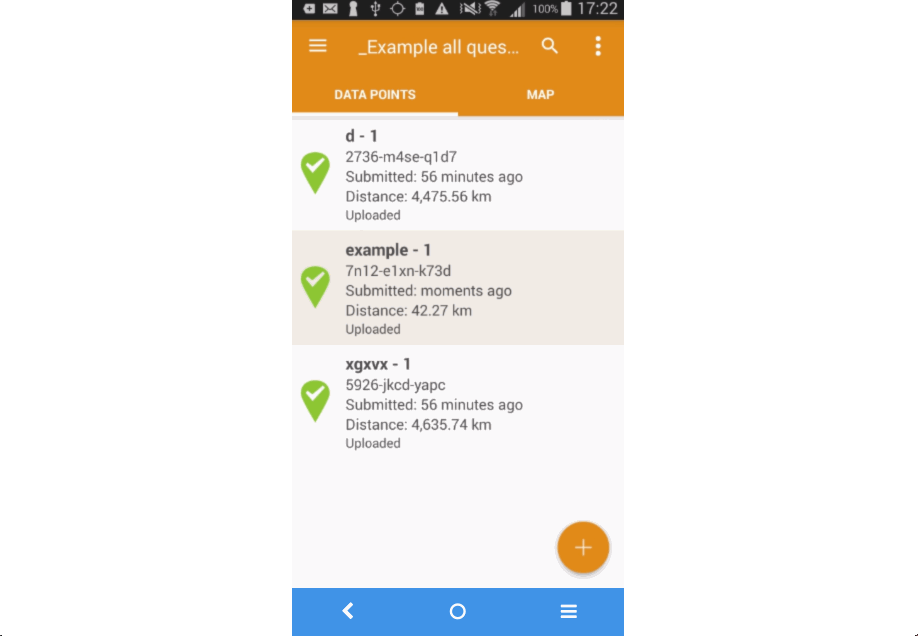 100% 17:22
_Example all ques...
DATA POINTS MAP
d - 1
2736-m4se-q1d7
Submitted: 56 minutes ago
Distance: 4,475.56 km
Uploaded
example - 1
7n12-e1xn-k73d
Submitted: moments ago
Distance: 42.27 km
Uploaded
xgxvx - 1
5926-jkcd-yapc
Submitted: 56 minutes ago
Distance: 4,635.74 km
Uploaded